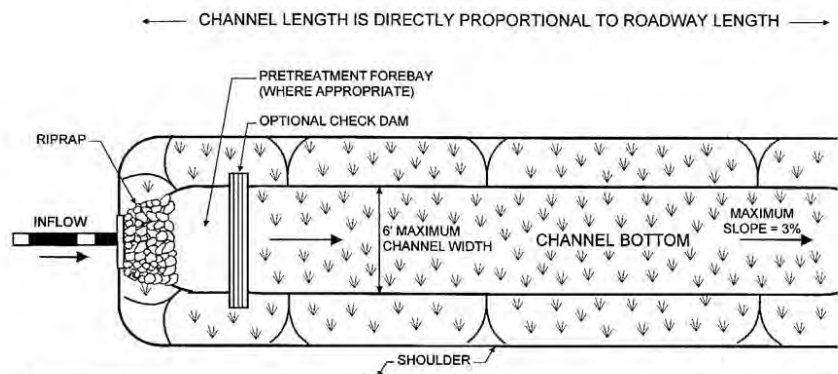 CHANNEL LENGTH IS DIRECTLY PROPORTIONAL TO ROADWAY LENGTH
PRETREATMENT FOREBAY
(WHERE APPROPRIATE)
OPTIONAL CHECK DAM
RIPRAP
INFLOW
6' MAXIMUM
CHANNEL WIDTH
CHANNEL BOTTOM
MAXIMUM
SLOPE = 3%
SHOULDER